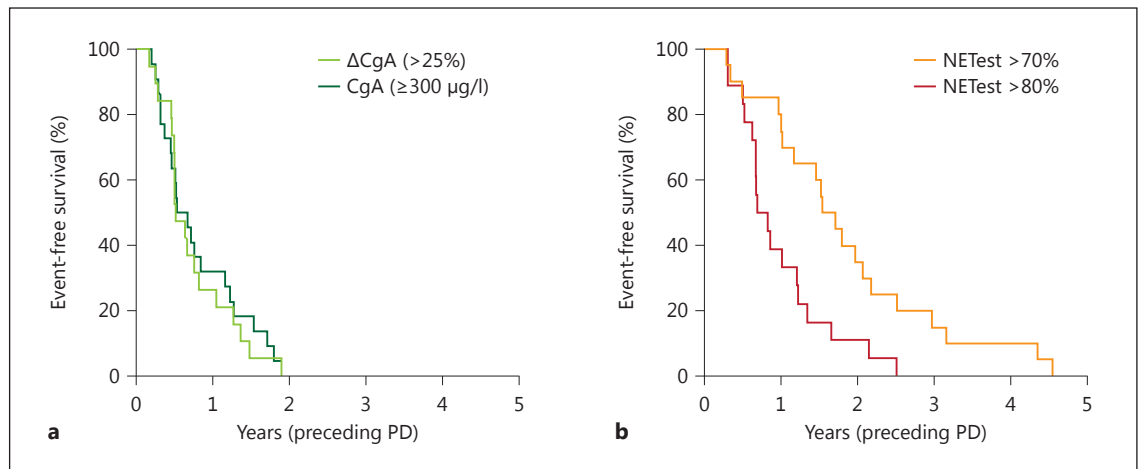 100
80
60
40
20
0
Event-free survival (%)
ΔCgA (>25%)
CgA (≥300 μg/l)
0 1 2 3 4 5
Years (preceding PD)
a
100
80
60
40
20
0
Event-free survival (%)
NETest >70%
NETest >80%
0 1 2 3 4 5
Years (preceding PD)
b